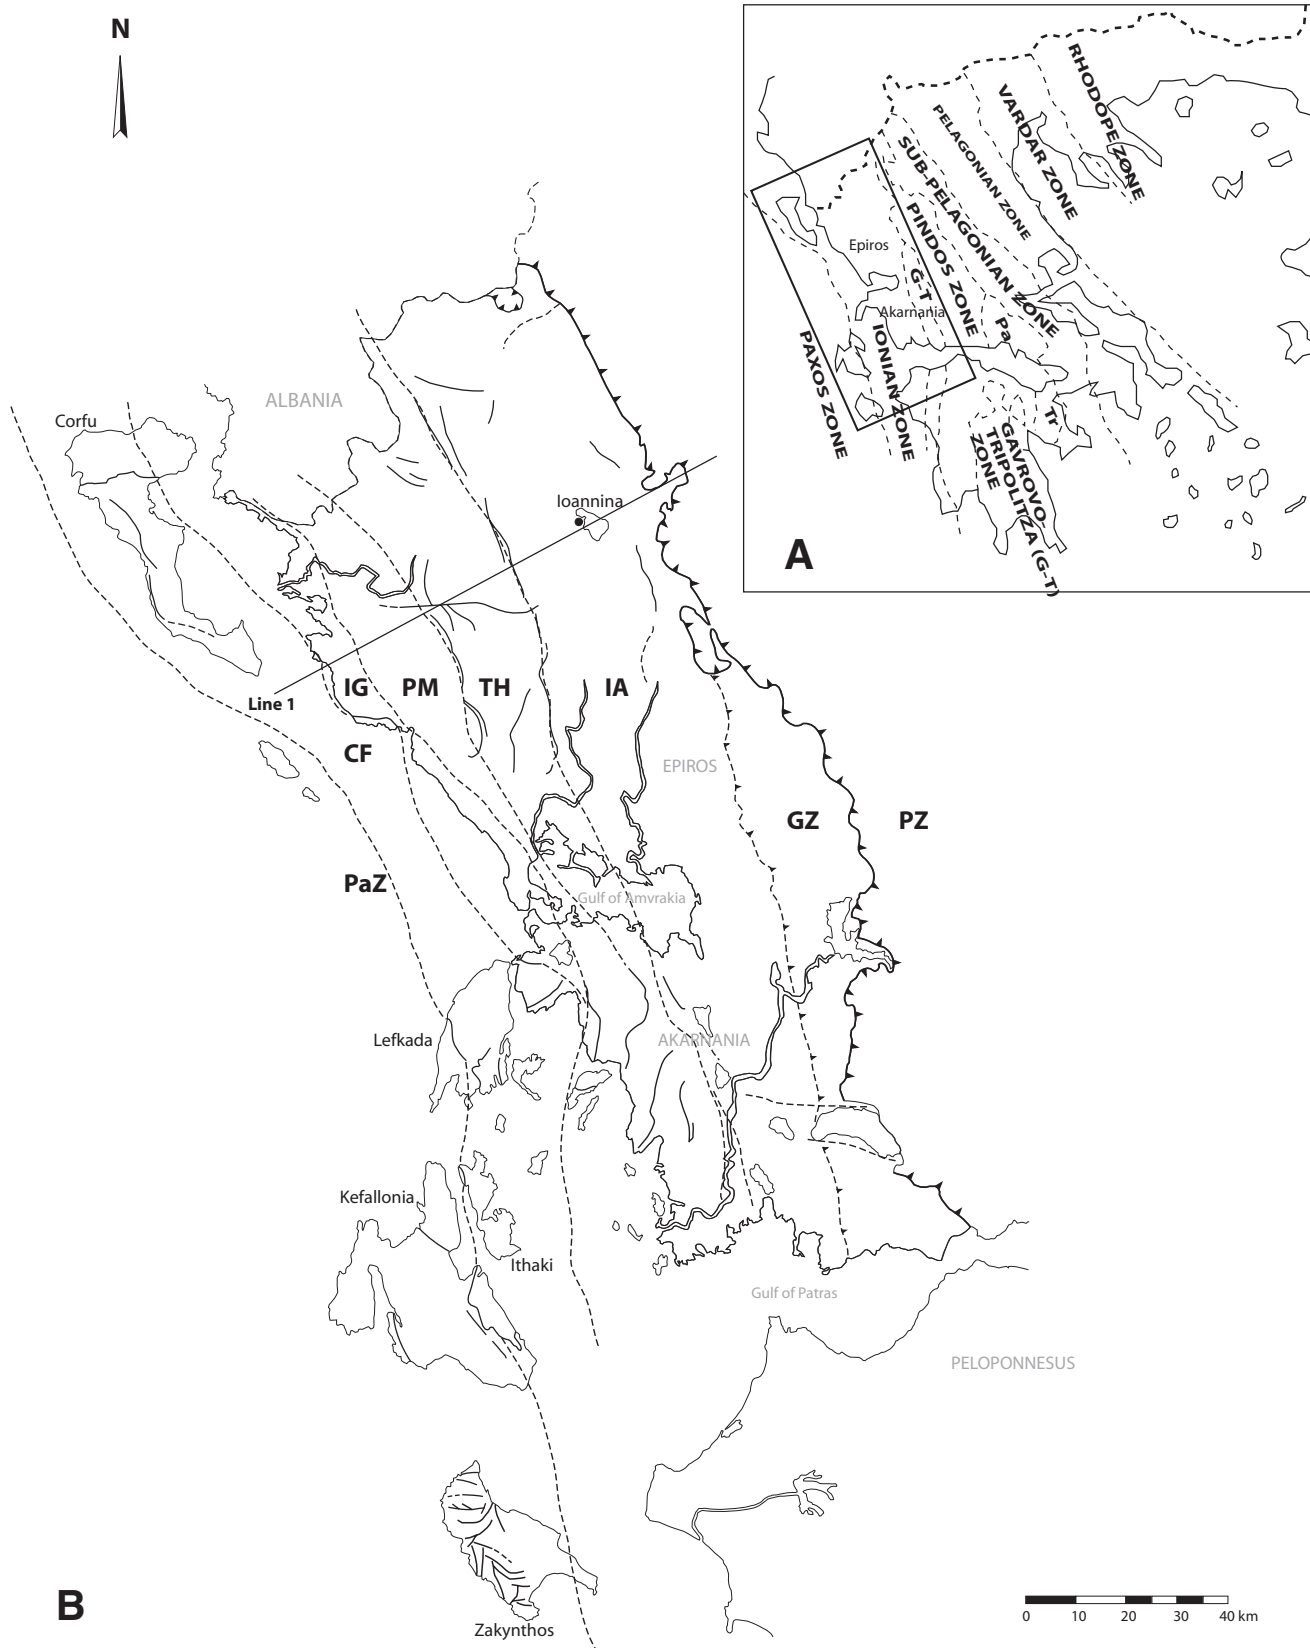 N
RHODOPE ZONE
VARDAR ZONE
PELAGONIAN ZONE
SUB-PELAGONIAN ZONE
PINDOS ZONE
Epiros
G-T
Akarnania
Pa
IONIAN ZONE
PAXOS ZONE
Tr
GAVROVO-
TRIPOLITZA (G-T)
ZONE
A
ALBANIA
Corfu
Ioannina
IG
PM
TH
IA
Line 1
CF
EPIROS
GZ
PZ
PaZ
Gulf of Amvrakia
Lefkada
AKARNANIA
Kefallonia
Ithaki
Gulf of Patras
PELOPONNESUS
B
Zakynthos
0 10 20 30 40 km